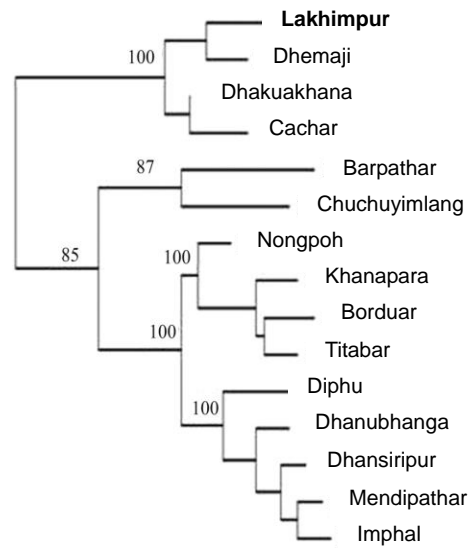 Lakhimpur
100
Dhemaji
Dhakuakhana
Cachar
87
Barpathar
Chuchuyimlang
Nongpoh
100
85
Khanapara
Borduar
100
Titabar
Diphu
100
Dhanubhanga
Dhansiripur
Mendipathar
Imphal